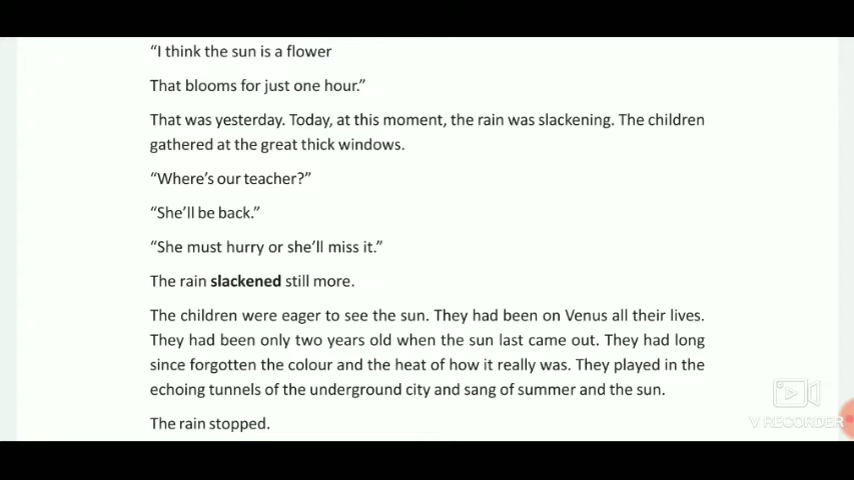 “I think the sun is a flower
That blooms for just one hour.”
That was yesterday. Today, at this moment, the rain was slackening. The children
gathered at the great thick windows.
“Where’s our teacher?”
“She’ll be back.”
“She must hurry or she’ll miss it.”
The rain slackened still more.
The children were eager to see the sun. They had been on Venus all their lives.
They had been only two years old when the sun last came out. They had long
since forgotten the colour and the heat of how it really was. They played in the
echoing tunnels of the underground city and sang of summer and the sun.
The rain stopped.
V RECORDER